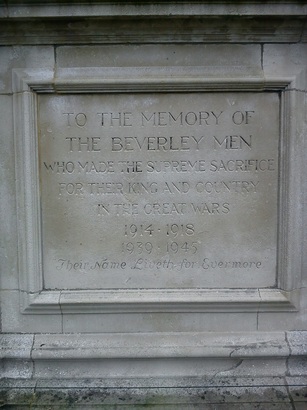 TO THE MEMORY OF
THE BEVERLEY MEN
WHO MADE THE SUPREME SACRIFICE
FOR THEIR KING AND COUNTRY
IN THE GREAT WARS
1914-1918
1939-1945
Their Name Liveth for Evermore